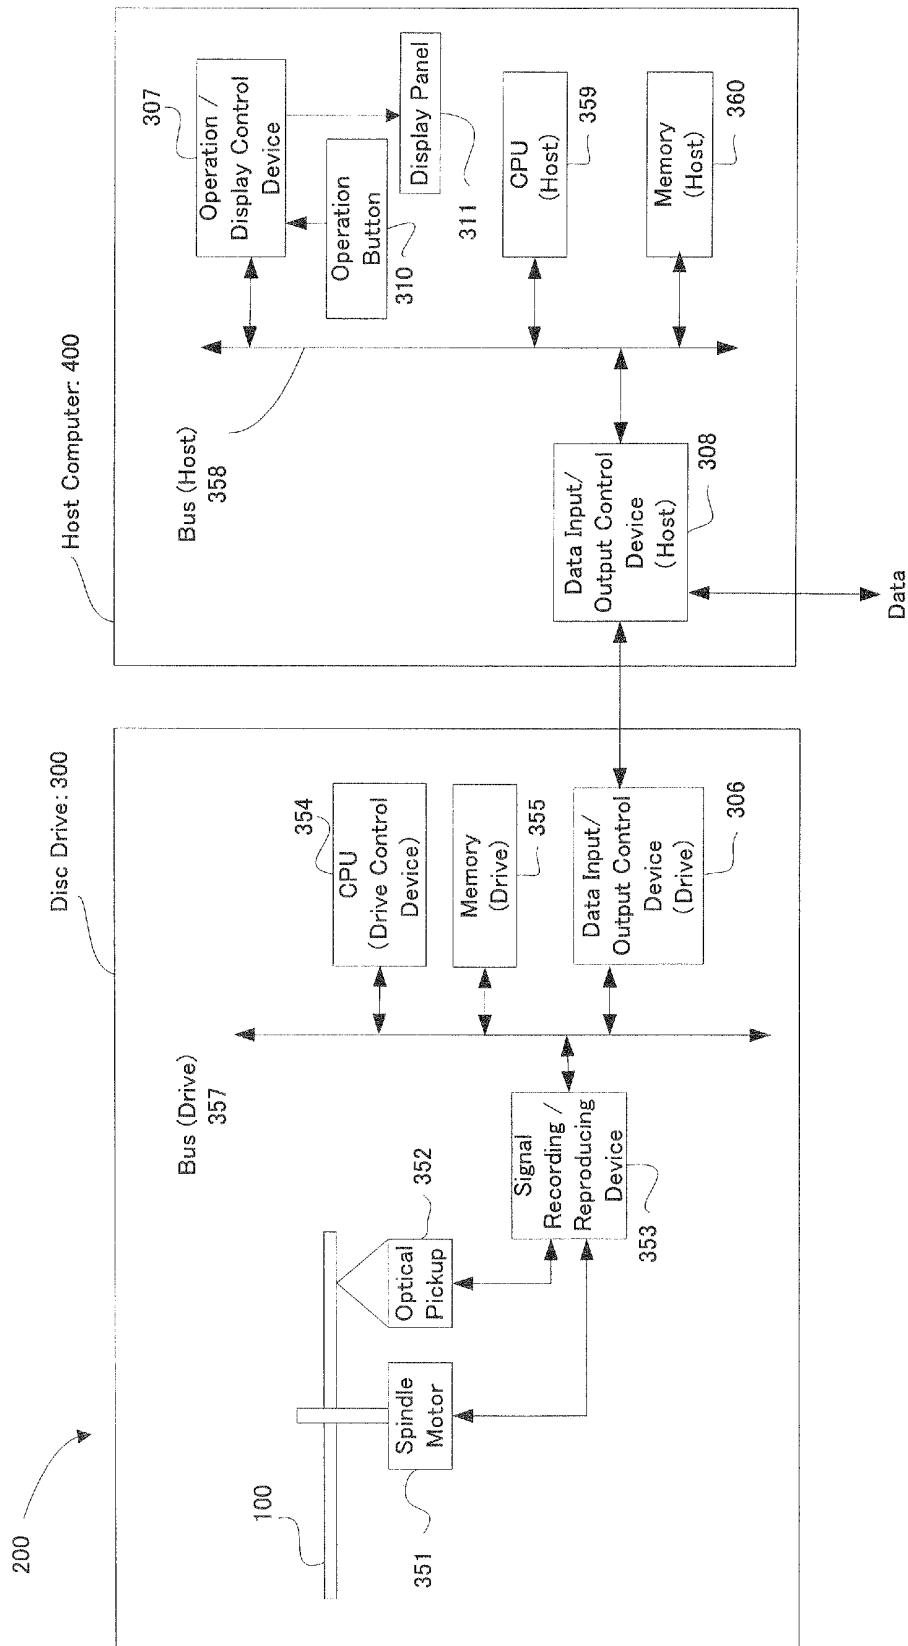 200
Disc Drive: 300
100
Spindle
Motor
351
Optical
Pickup
352
Signal
Recording /
Reproducing
Device
353
Bus (Drive)
357
CPU
(Drive Control
Device)
354
Memory
(Drive)
355
Data Input/
Output Control
Device
(Drive)
306
Host Computer: 400
Bus (Host)
358
Data Input/
Output Control
Device
(Host)
308
Data
Operation /
Display Control
Device
307
Operation
Button
310
Display Panel
311
CPU
(Host)
359
Memory
(Host)
360